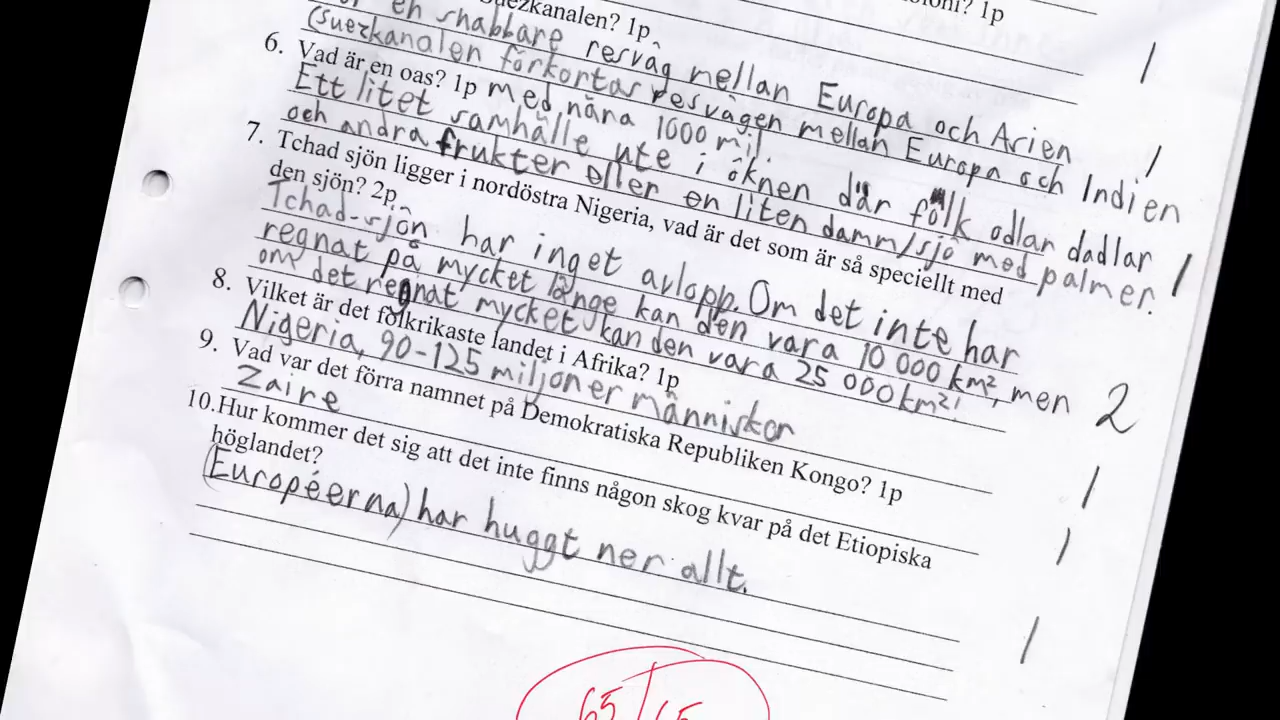 Suezkanalen? 1p
1p
en snabbare resväg mellan Europa och Asien
(Suezkanalen förkortar resvägen mellan Europa och Indien
6. Vad är en oas? 1p med nära 1000 mil.
Ett litet samhälle ute i öknen där folk odlar dadlar
och andra frukter eller en liten damm/sjö med palmer.
7. Tchad sjön ligger i nordöstra Nigeria, vad är det som är så speciellt med
den sjön? 2p
Tchad-sjön har inget avlopp. Om det inte har
regnat på mycket länge kan den vara 10 000 km², men
om det regnat mycket kan den vara 25 000 km²!
8. Vilket är det folkrikaste landet i Afrika? 1p
Nigeria, 90-125 miljoner människor
9. Vad var det förra namnet på Demokratiska Republiken Kongo? 1p
Zaire
10. Hur kommer det sig att det inte finns någon skog kvar på det Etiopiska
höglandet?
(Européerna) har huggt ner allt.
1
1
1
2
1
1
1
65/65